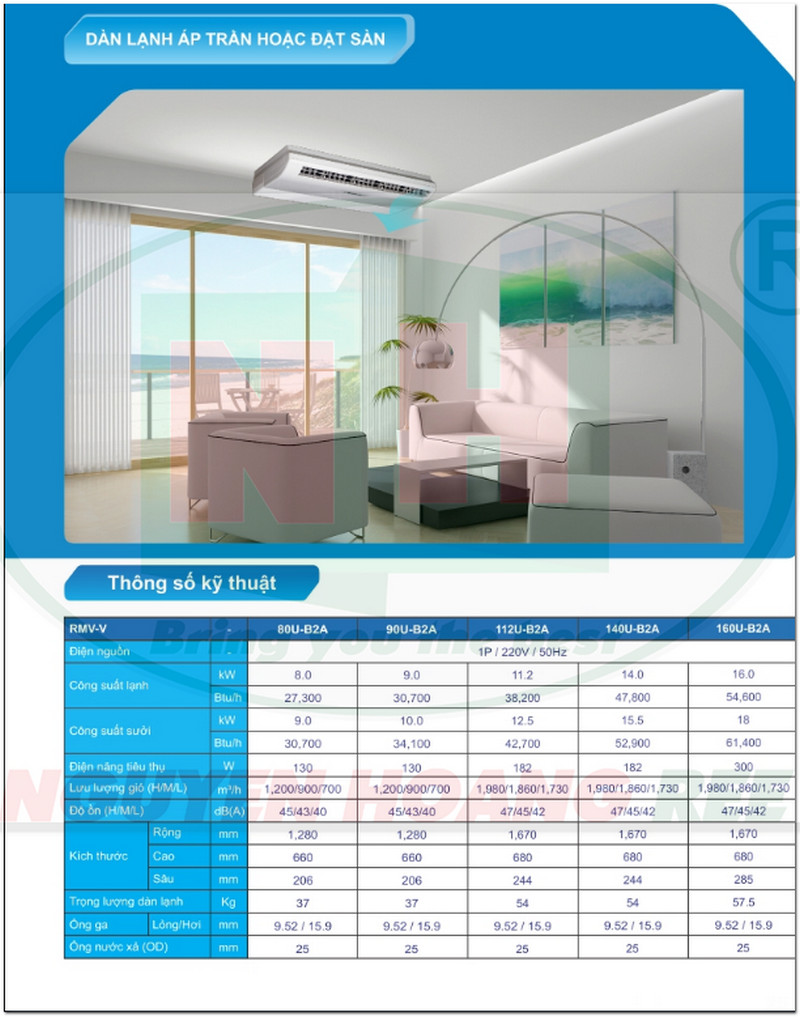 DÀN LẠNH ÁP TRẦN HOẶC ĐẶT SÀN
NH
R
Thông số kỹ thuật
Bring you the best
RMV-V - 80U-B2A 90U-B2A 112U-B2A 140U-B2A 160U-B2A
Điện nguồn - 1P / 220V / 50Hz
Công suất lạnh kW 8.0 9.0 11.2 14.0 16.0
Btu/h 27,300 30,700 38,200 47,800 54,600
Công suất sưởi kW 9.0 10.0 12.5 15.5 18
Btu/h 30,700 34,100 42,700 52,900 61,400
Điện năng tiêu thụ W 130 130 182 182 300
Lưu lượng gió (H/M/L) m³/h 1,200/900/700 1,200/900/700 1,980/1,860/1,730 1,980/1,860/1,730 1,980/1,860/1,730
NGUYEN HOANG REE
Độ ồn (H/M/L) dB(A) 45/43/40 45/43/40 47/45/42 47/45/42 47/45/42
Kích thước Rộng mm 1,280 1,280 1,670 1,670 1,670
Cao mm 660 660 680 680 680
Sâu mm 206 206 244 244 285
Trọng lượng dàn lạnh Kg 37 37 54 54 57.5
Ống ga Lỏng/Hơi mm 9.52 / 15.9 9.52 / 15.9 9.52 / 15.9 9.52 / 15.9 9.52 / 15.9
Ống nước xả (OD) mm 25 25 25 25 25